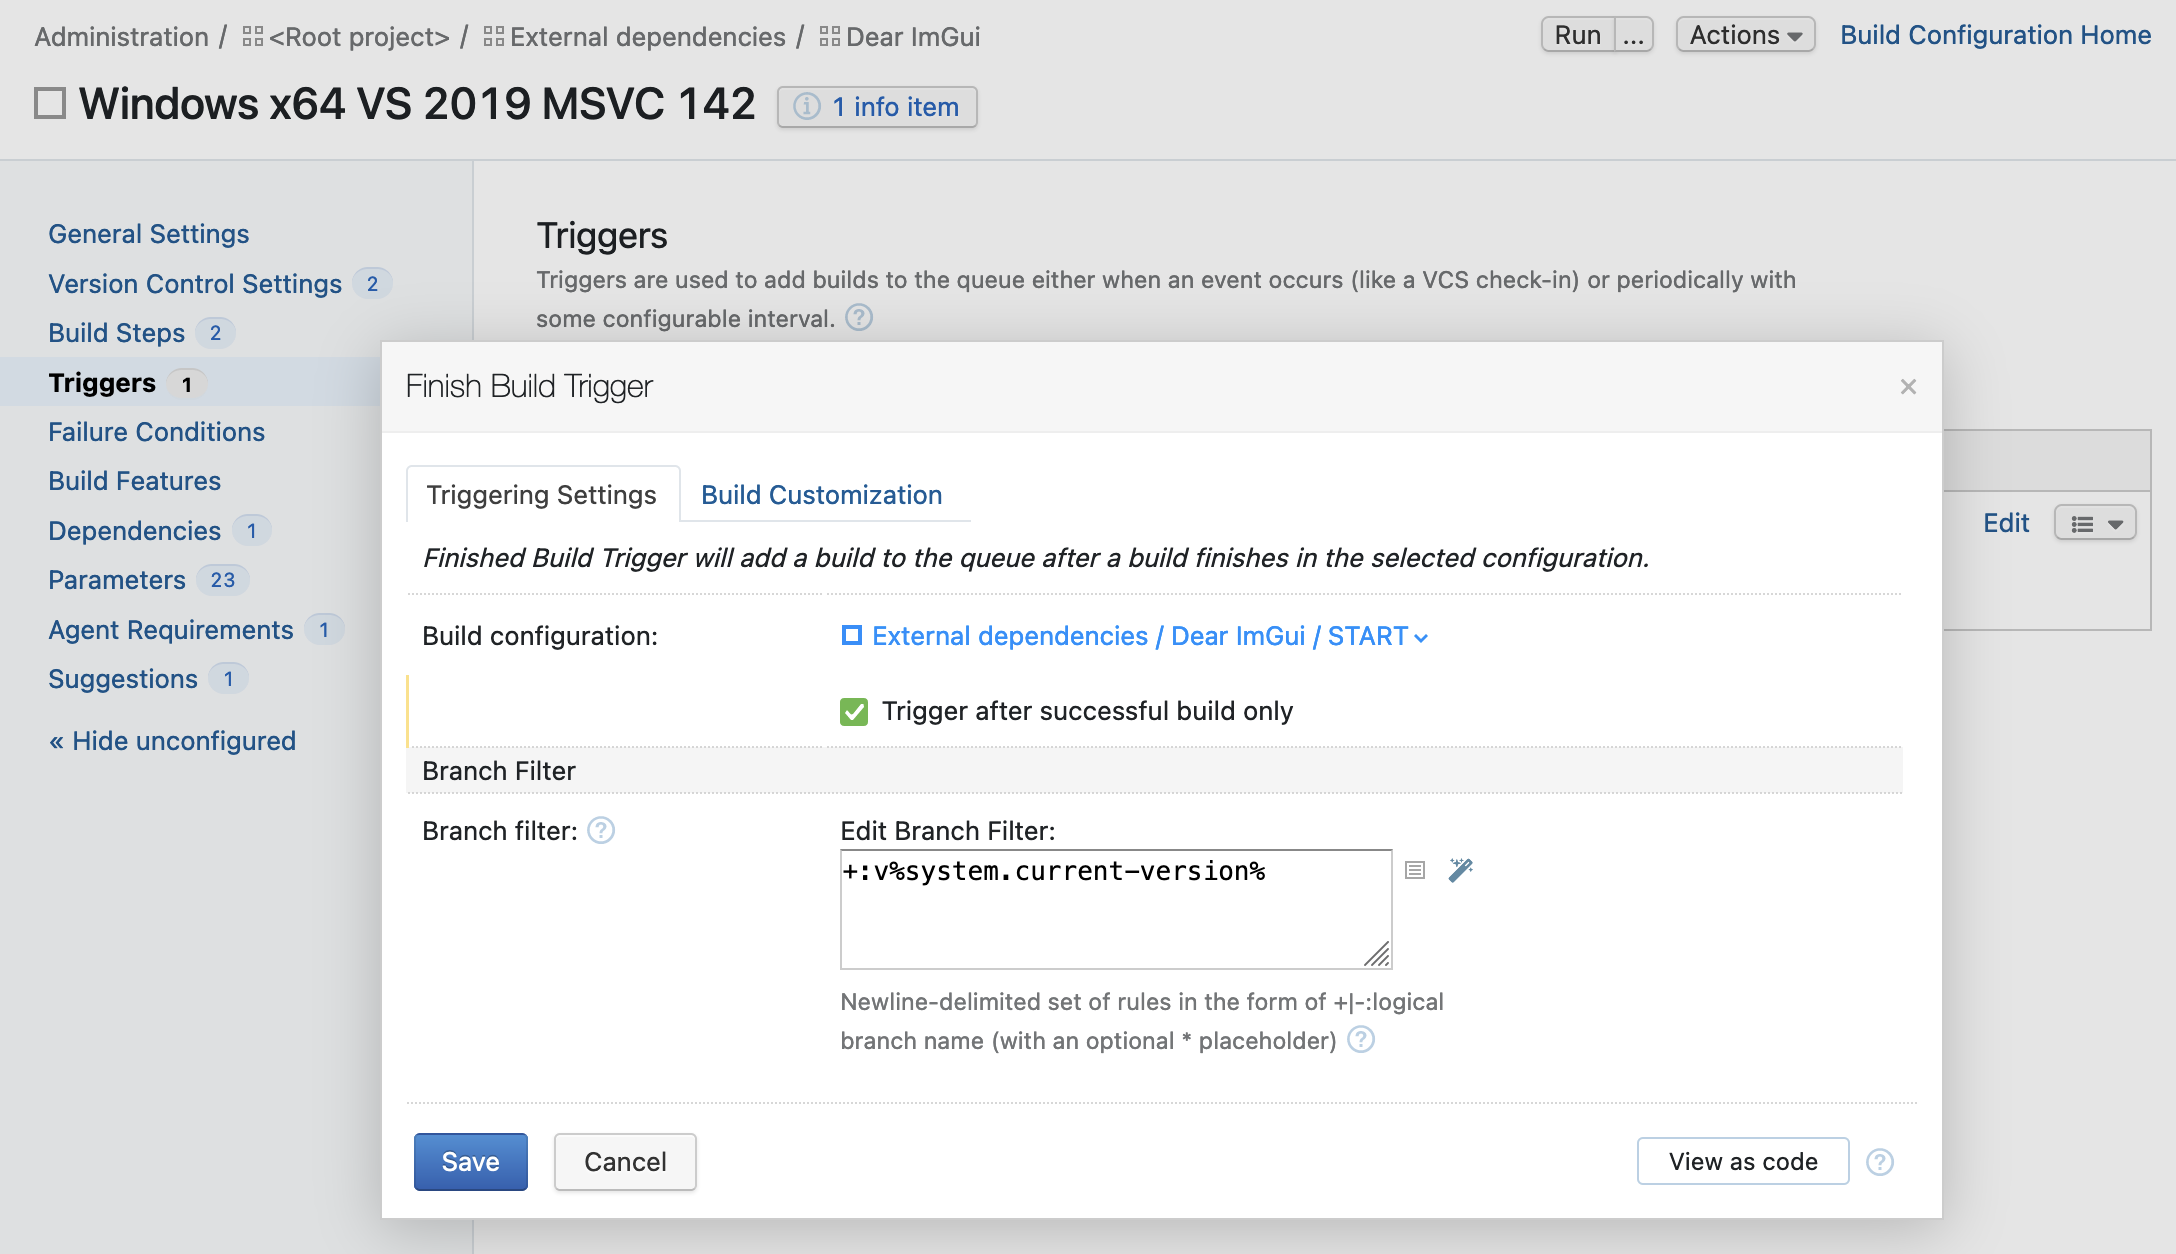 Administration / <Root project> / External dependencies / Dear ImGui
Run ... Actions Build Configuration Home
Windows x64 VS 2019 MSVC 142 1 info item
General Settings
Version Control Settings 2
Build Steps 2
Triggers 1
Failure Conditions
Build Features
Dependencies 1
Parameters 23
Agent Requirements 1
Suggestions 1
« Hide unconfigured
Triggers
Triggers are used to add builds to the queue either when an event occurs (like a VCS check-in) or periodically with
some configurable interval. ?
Edit
Finish Build Trigger ×
Triggering Settings Build Customization
Finished Build Trigger will add a build to the queue after a build finishes in the selected configuration.
Build configuration: External dependencies / Dear ImGui / START
Trigger after successful build only
Branch Filter
Branch filter: ? Edit Branch Filter:
+:v%system.current-version%
Newline-delimited set of rules in the form of +|-:logical
branch name (with an optional * placeholder) ?
Save Cancel View as code ?